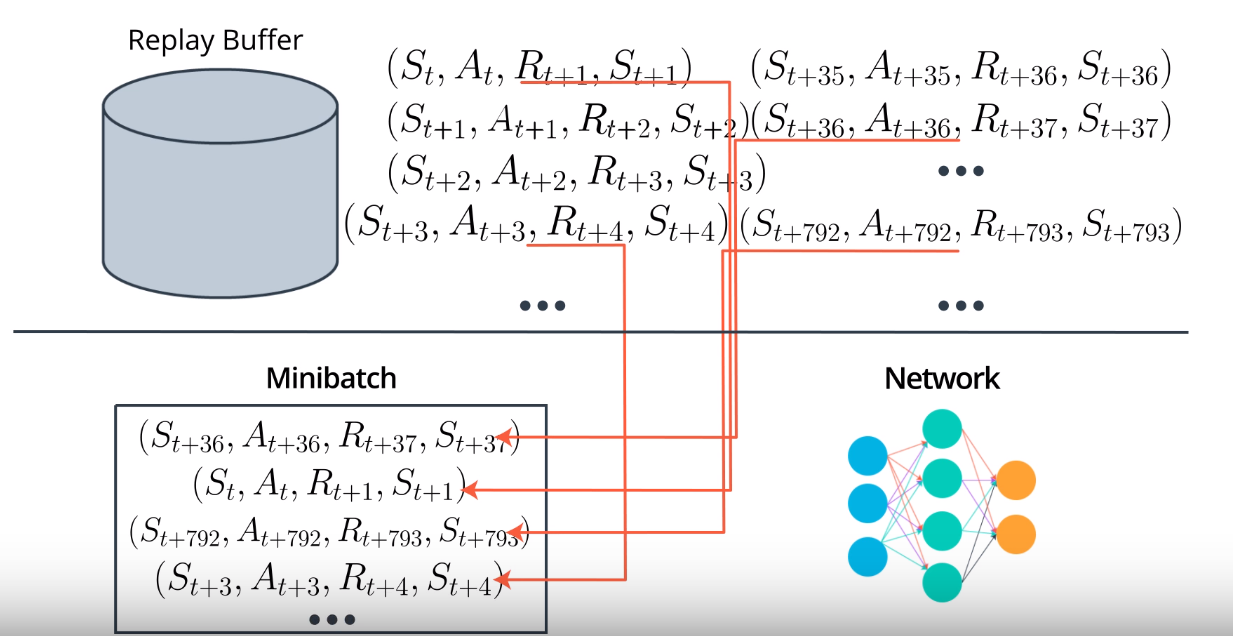 Replay Buffer
(S_t, A_t, R_{t+1}, S_{t+1})
(S_{t+1}, A_{t+1}, R_{t+2}, S_{t+2})
(S_{t+2}, A_{t+2}, R_{t+3}, S_{t+3})
(S_{t+3}, A_{t+3}, R_{t+4}, S_{t+4})
•••
(S_{t+35}, A_{t+35}, R_{t+36}, S_{t+36})
(S_{t+36}, A_{t+36}, R_{t+37}, S_{t+37})
•••
(S_{t+792}, A_{t+792}, R_{t+793}, S_{t+793})
•••
Minibatch
(S_{t+36}, A_{t+36}, R_{t+37}, S_{t+37})
(S_t, A_t, R_{t+1}, S_{t+1})
(S_{t+792}, A_{t+792}, R_{t+793}, S_{t+793})
(S_{t+3}, A_{t+3}, R_{t+4}, S_{t+4})
•••
Network